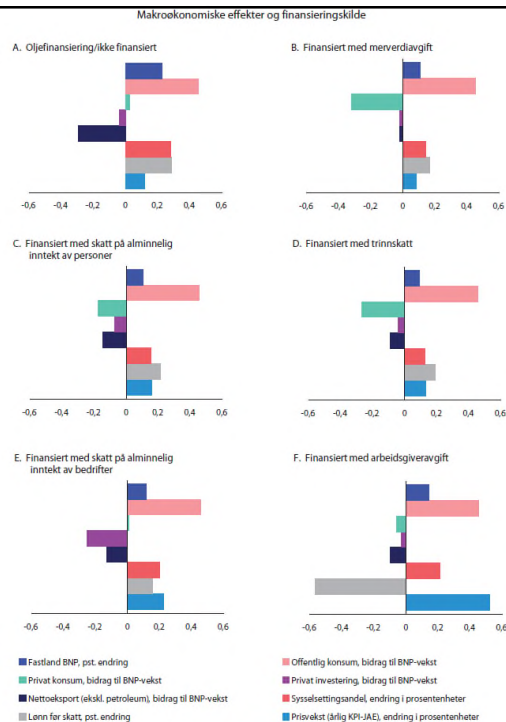 Makroøkonomiske effekter og finansieringskilde
A. Oljefinansiering/ikke finansiert
B. Finansiert med merverdiavgift
-0,6 -0,4 -0,2 0 0,2 0,4 0,6
-0,6 -0,4 -0,2 0 0,2 0,4 0,6
C. Finansiert med skatt på alminnelig
inntekt av personer
D. Finansiert med trinnskatt
-0,6 -0,4 -0,2 0 0,2 0,4 0,6
-0,6 -0,4 -0,2 0 0,2 0,4 0,6
E. Finansiert med skatt på alminnelig
inntekt av bedrifter
F. Finansiert med arbeidsgiveravgift
-0,6 -0,4 -0,2 0 0,2 0,4 0,6
-0,6 -0,4 -0,2 0 0,2 0,4 0,6
Fastland BNP, pst. endring
Offentlig konsum, bidrag til BNP-vekst
Privat konsum, bidrag til BNP-vekst
Privat investering, bidrag til BNP-vekst
Nettoeksport (ekskl. petroleum), bidrag til BNP-vekst
Sysselsettingsandel, endring i prosentenheter
Lønn før skatt, pst. endring
Prisvekst (årlig KPI-JAE), endring i prosentenheter